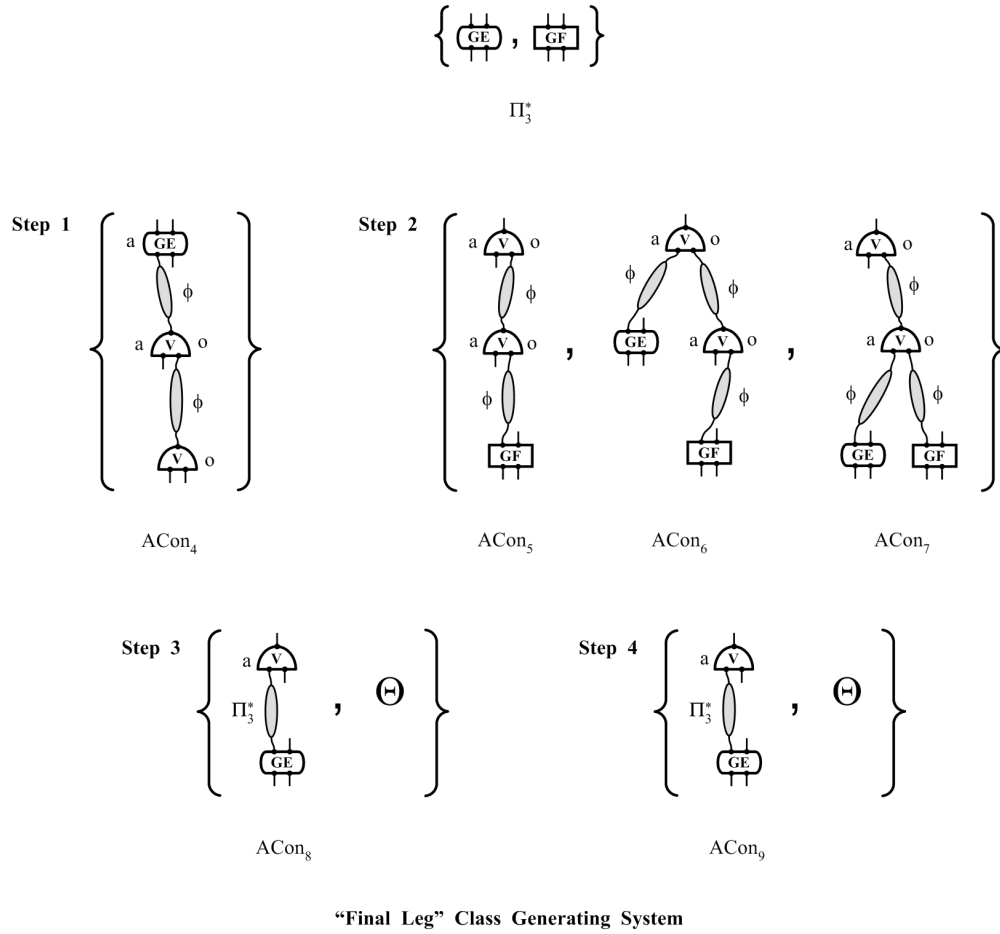 { GE , GF }
Π*₃
Step 1
a GE
ϕ
a V o
ϕ
V o
ACon₄
Step 2
a V o
ϕ
a V o
ϕ
GF
,
ACon₅
a V o
ϕ ϕ
GE a V o
ϕ
GF
,
ACon₆
a V o
ϕ
a V o
ϕ ϕ
GE GF
ACon₇
Step 3
a V
Π*₃ , Θ
GE
ACon₈
Step 4
a V
Π*₃ , Θ
GE
ACon₉
“Final Leg” Class Generating System